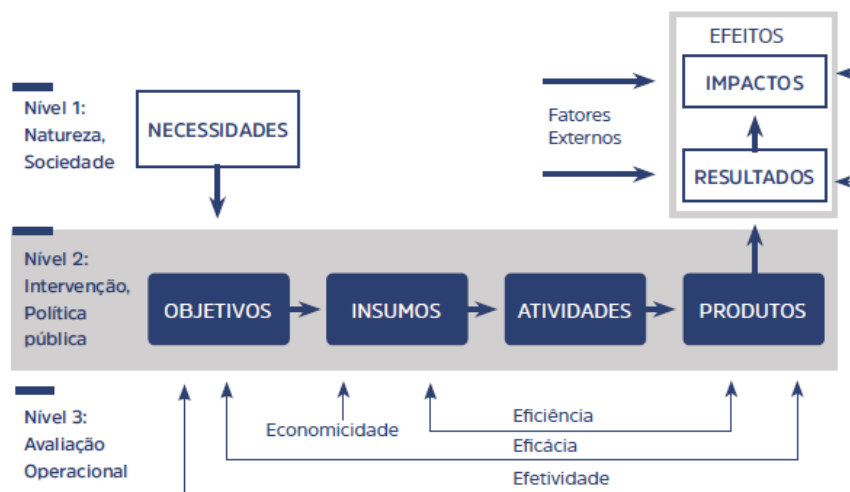 EFEITOS
IMPACTOS
Nível 1:
Natureza,
Sociedade
NECESSIDADES
Fatores
Externos
RESULTADOS
Nível 2:
Intervenção,
Política
pública
OBJETIVOS
INSUMOS
ATIVIDADES
PRODUTOS
Nível 3:
Avaliação
Operacional
Economicidade
Eficiência
Eficácia
Efetividade